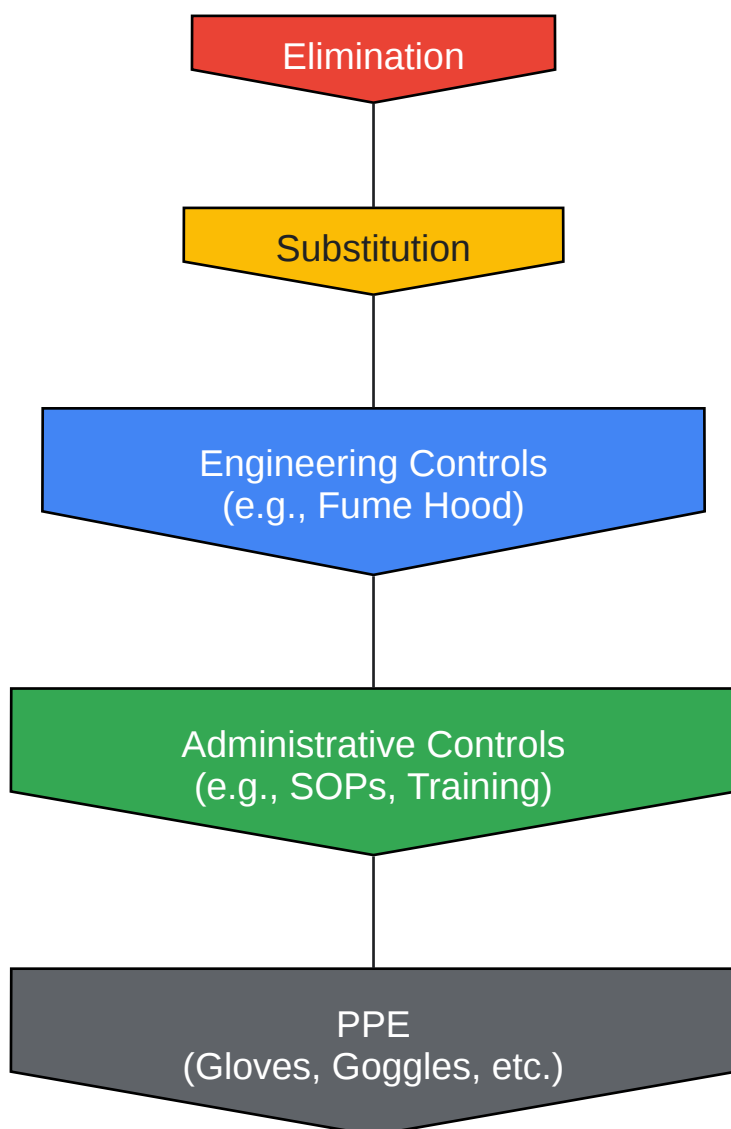 Elimination
Substitution
Engineering Controls
(e.g., Fume Hood)
Administrative Controls
(e.g., SOPs, Training)
PPE
(Gloves, Goggles, etc.)